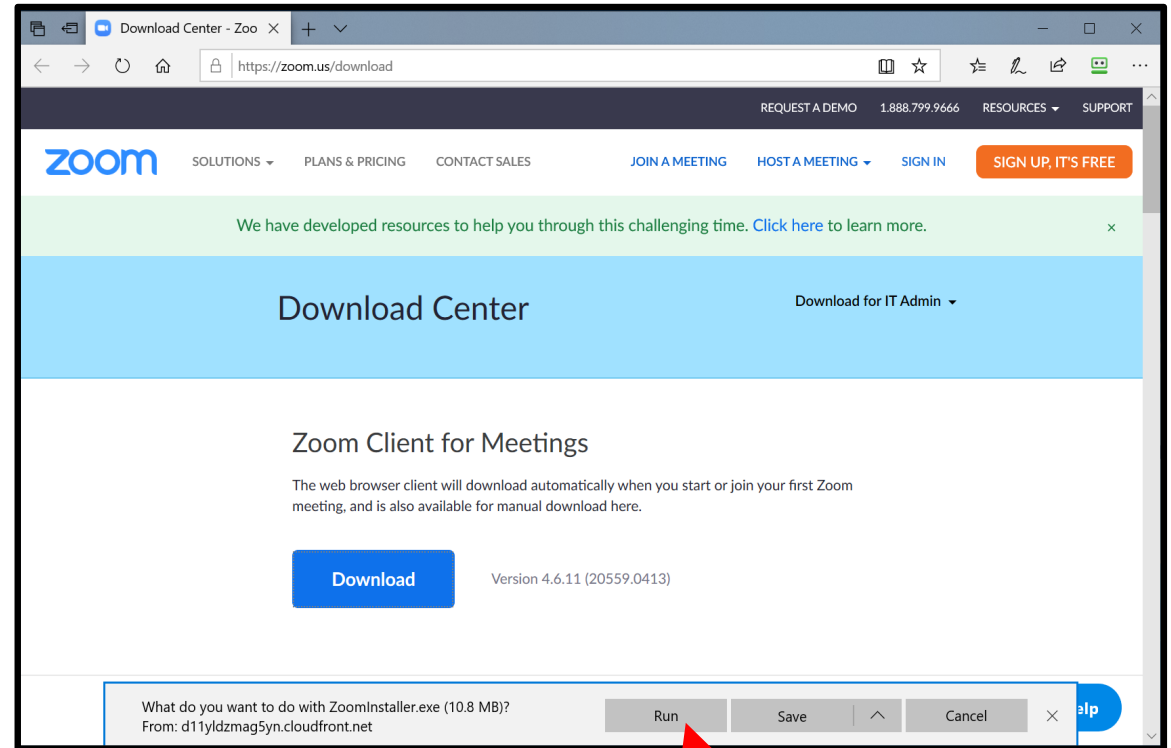 Download Center - Zoo
https://zoom.us/download
REQUEST A DEMO 1.888.799.9666 RESOURCES SUPPORT
zoom SOLUTIONS PLANS & PRICING CONTACT SALES JOIN A MEETING HOST A MEETING SIGN IN SIGN UP, IT'S FREE
We have developed resources to help you through this challenging time. Click here to learn more. ×
Download Center Download for IT Admin
Zoom Client for Meetings
The web browser client will download automatically when you start or join your first Zoom
meeting, and is also available for manual download here.
Download Version 4.6.11 (20559.0413)
elp
What do you want to do with ZoomInstaller.exe (10.8 MB)?
From: d11yldzmag5yn.cloudfront.net
Run Save Cancel